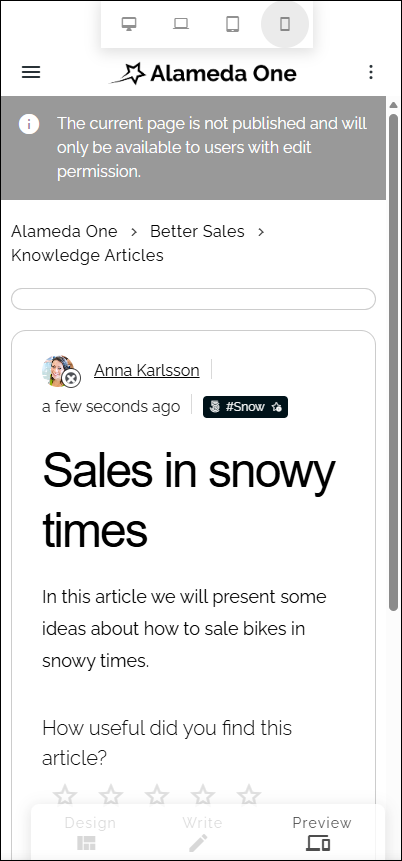 Alameda One
The current page is not published and will
only be available to users with edit
permission.
Alameda One > Better Sales >
Knowledge Articles
Anna Karlsson
a few seconds ago #Snow
Sales in snowy
times
In this article we will present some
ideas about how to sale bikes in
snowy times.
How useful did you find this
article?
Design Write Preview